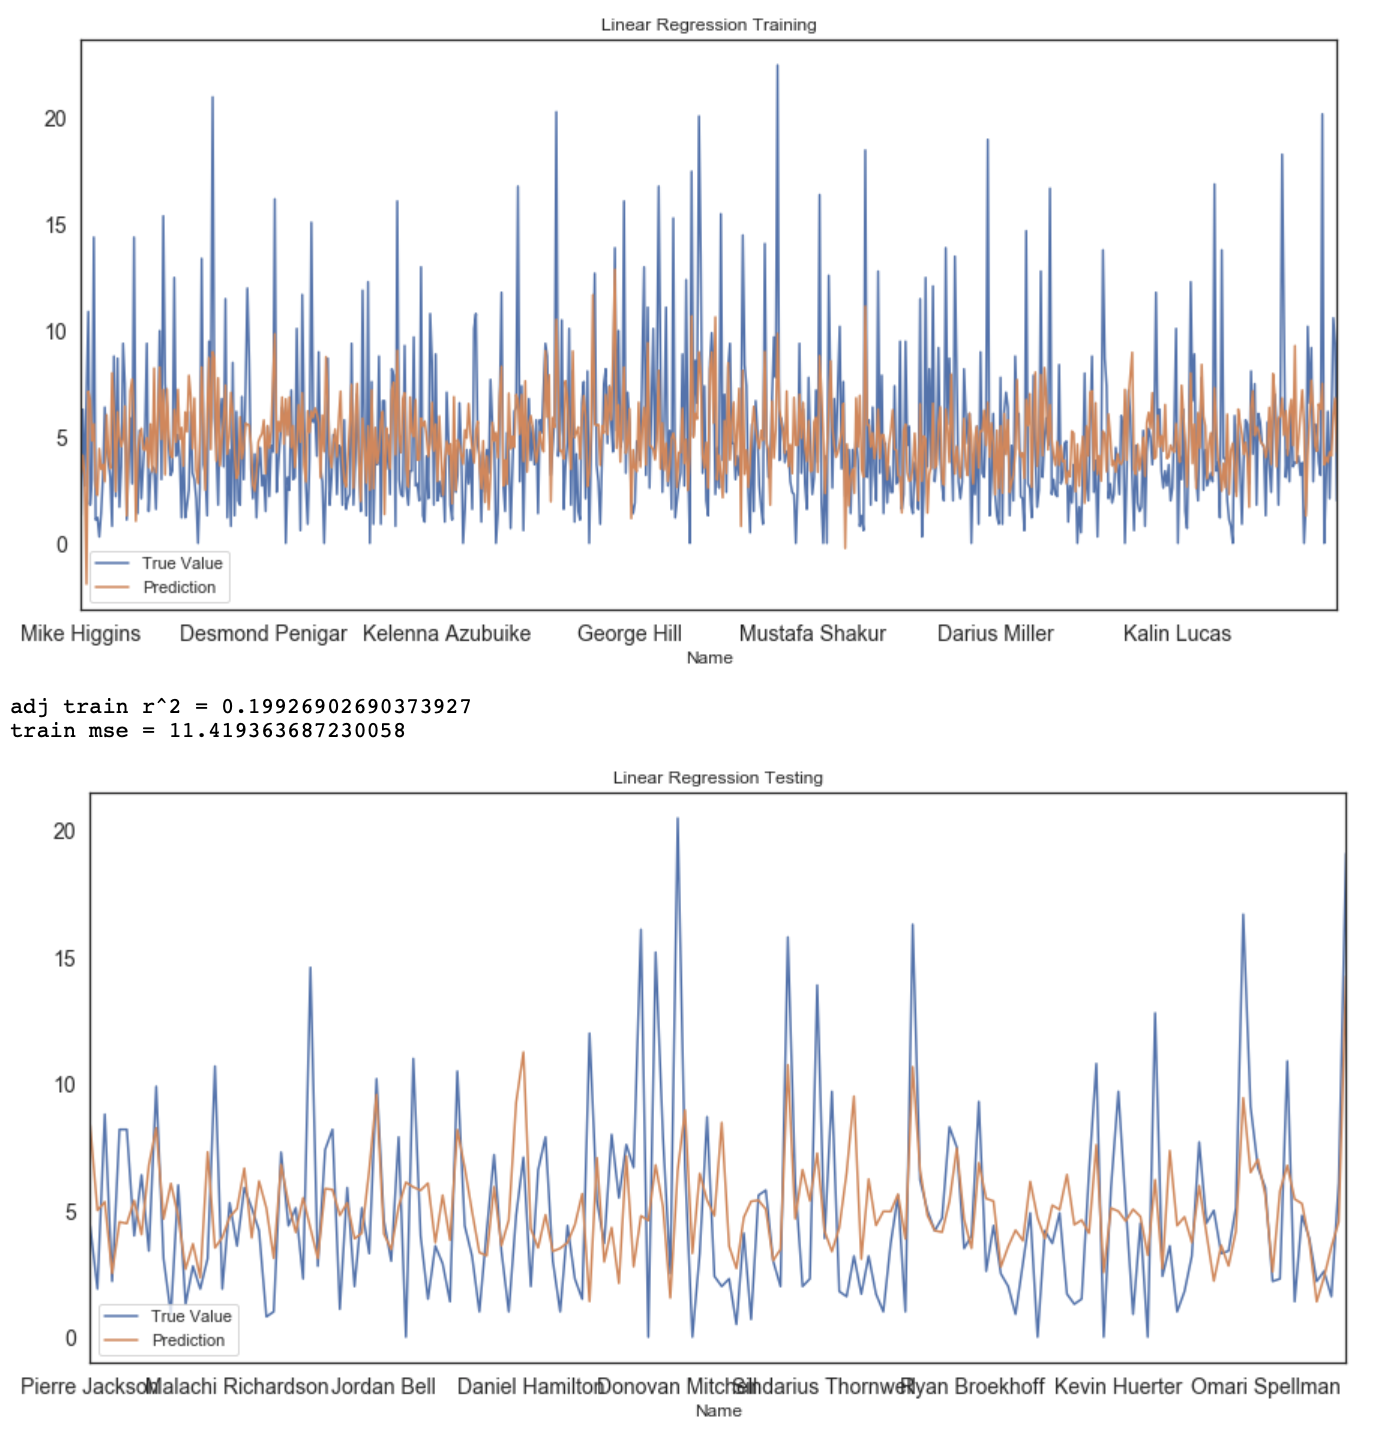 Linear Regression Training
20
15
10
5
0
True Value
Prediction
Mike Higgins Desmond Penigar Kelenna Azubuike George Hill Mustafa Shakur Darius Miller Kalin Lucas
Name
adj train r^2 = 0.19926902690373927
train mse = 11.419363687230058
Linear Regression Testing
20
15
10
5
0
True Value
Prediction
Pierre Jackson Malachi Richardson Jordan Bell Daniel Hamilton Donovan Mitchell Sindarius Thornwell Ryan Broekhoff Kevin Huerter Omari Spellman
Name